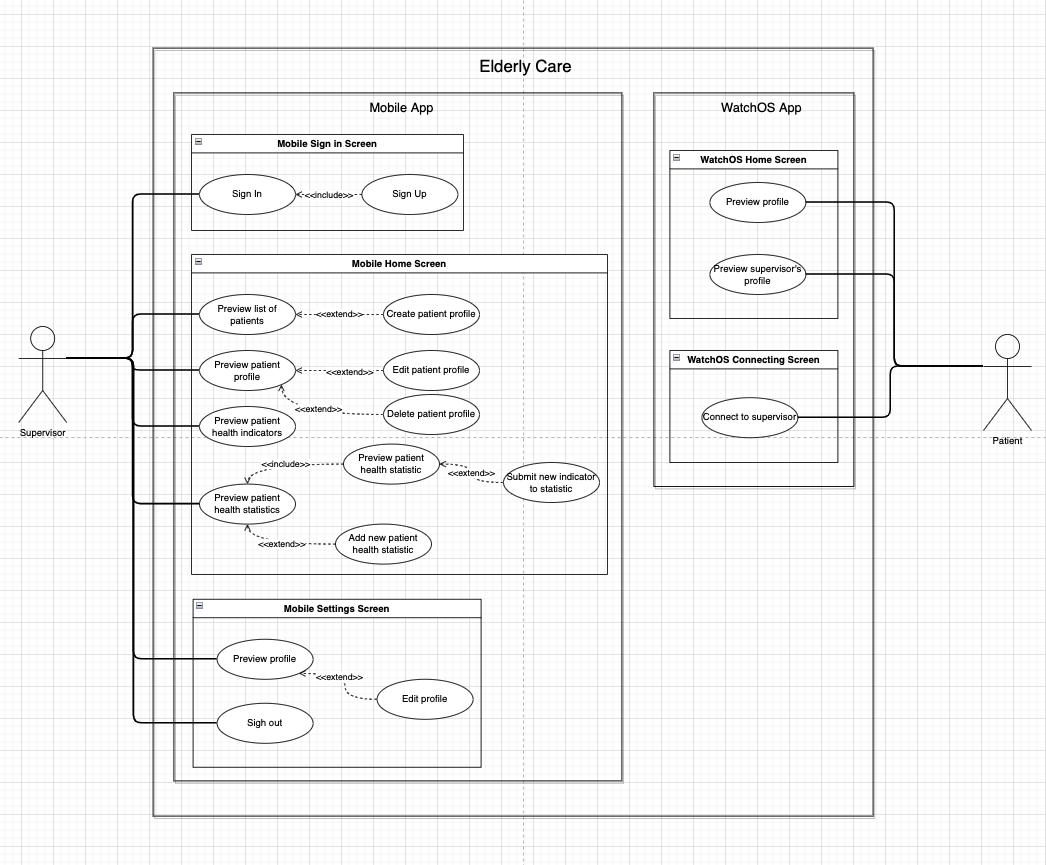 Elderly Care
Mobile App
WatchOS App
Mobile Sign in Screen
Sign In
<<include>>
Sign Up
WatchOS Home Screen
Preview profile
Preview supervisor's
profile
Mobile Home Screen
Preview list of
patients
<<extend>>
Create patient profile
Preview patient
profile
<<extend>>
Edit patient profile
<<extend>>
Delete patient profile
Preview patient
health indicators
<<include>>
Preview patient
health statistic
<<extend>>
Submit new indicator
to statistic
Preview patient
health statistics
<<extend>>
Add new patient
health statistic
WatchOS Connecting Screen
Connect to supervisor
Supervisor
Patient
Mobile Settings Screen
Preview profile
<<extend>>
Edit profile
Sigh out